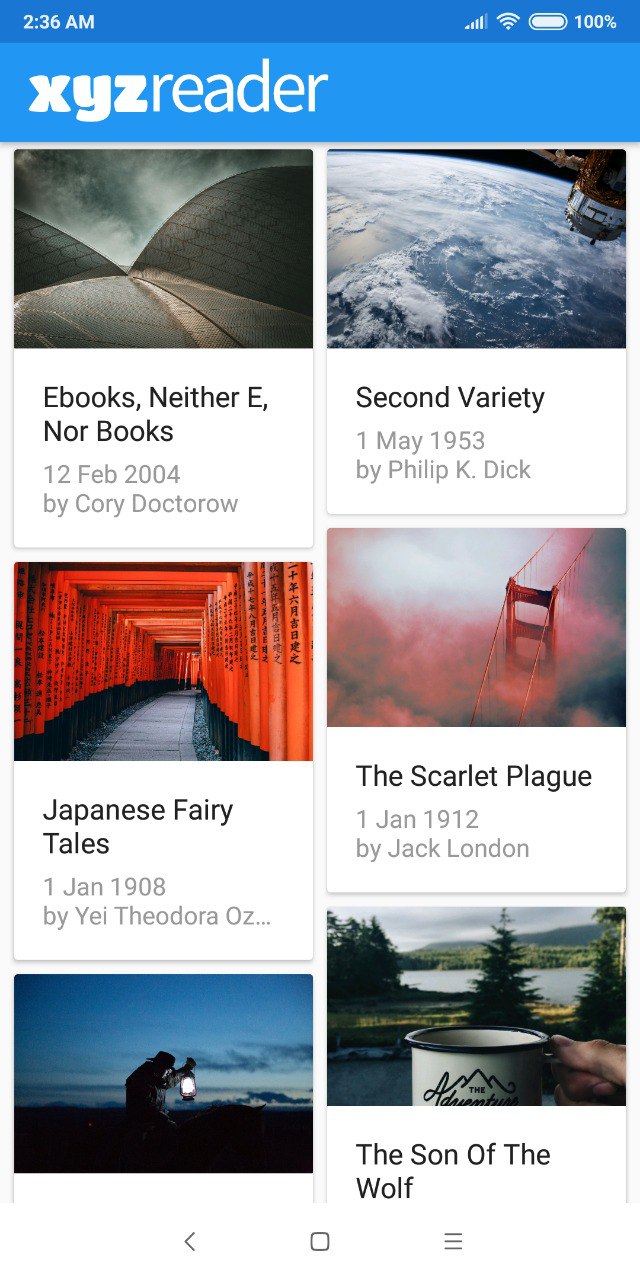 2:36 AM
100%
xyzreader
Ebooks, Neither E,
Nor Books
12 Feb 2004
by Cory Doctorow
Second Variety
1 May 1953
by Philip K. Dick
Japanese Fairy
Tales
1 Jan 1908
by Yei Theodora Oz…
The Scarlet Plague
1 Jan 1912
by Jack London
THE
Adventure
The Son Of The
Wolf